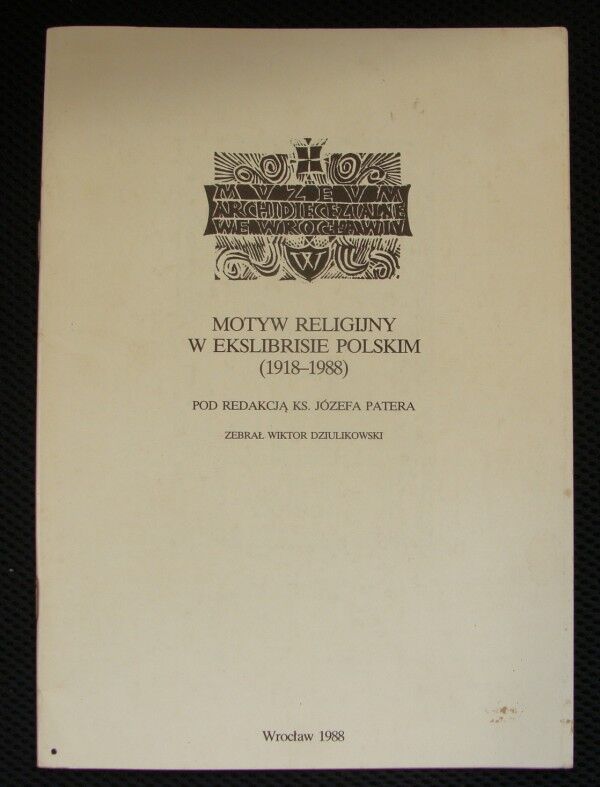 MVZEVM
ARCHIDIECEZIALNE
WE WROCŁAWIV
W
MOTYW RELIGIJNY
W EKSLIBRISIE POLSKIM
(1918–1988)
POD REDAKCJĄ KS. JÓZEFA PATERA
ZEBRAŁ WIKTOR DZIULIKOWSKI
Wrocław 1988